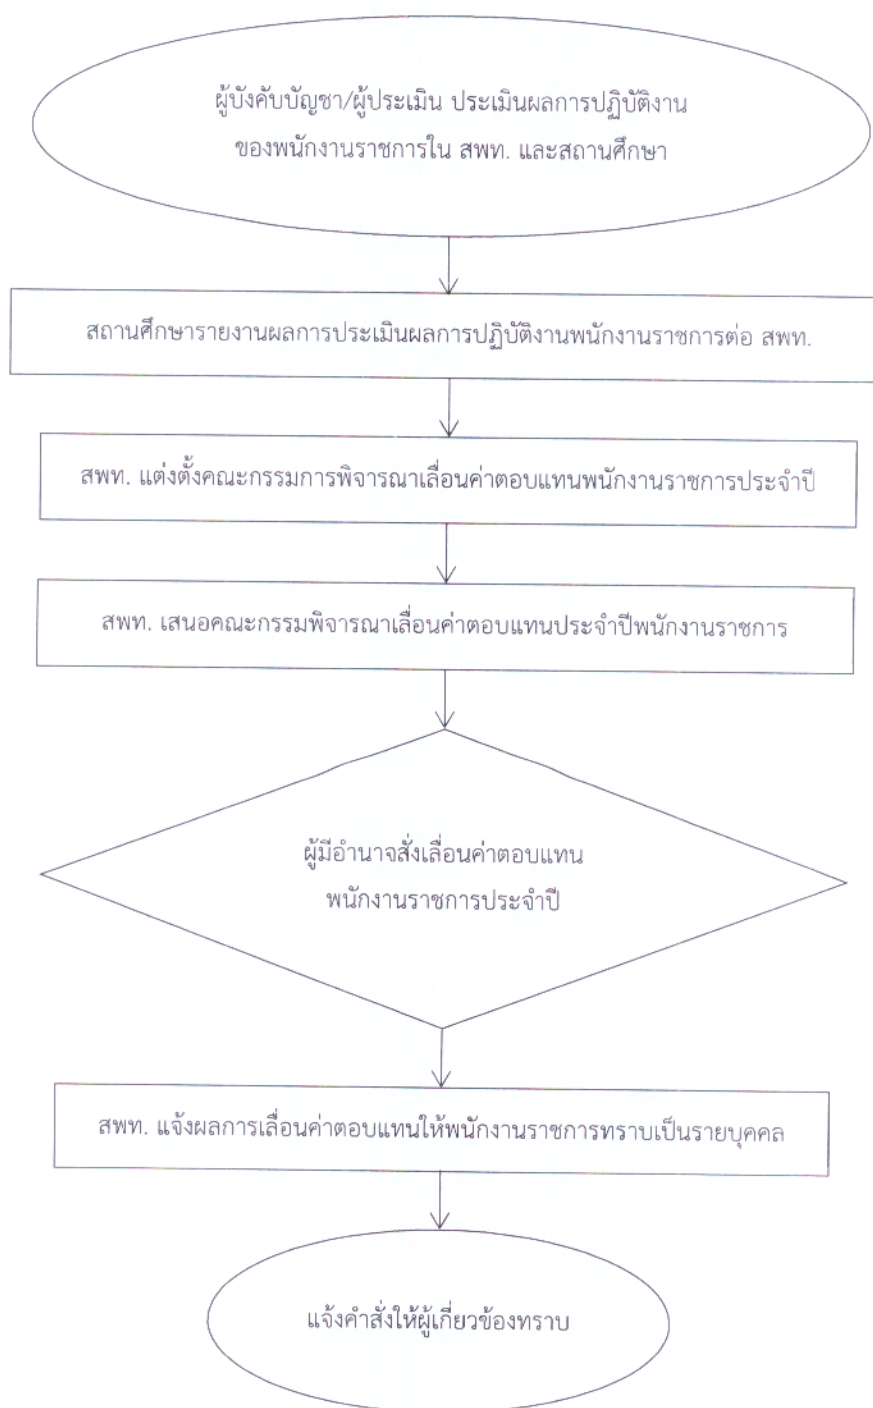 ผู้บังคับบัญชา/ผู้ประเมิน ประเมินผลการปฏิบัติงาน
ของพนักงานราชการใน สพท. และสถานศึกษา
สถานศึกษารายงานผลการประเมินผลการปฏิบัติงานพนักงานราชการต่อ สพท.
สพท. แต่งตั้งคณะกรรมการพิจารณาเลื่อนค่าตอบแทนพนักงานราชการประจำปี
สพท. เสนอคณะกรรมพิจารณาเลื่อนค่าตอบแทนประจำปีพนักงานราชการ
ผู้มีอำนาจสั่งเลื่อนค่าตอบแทน
พนักงานราชการประจำปี
สพท. แจ้งผลการเลื่อนค่าตอบแทนให้พนักงานราชการทราบเป็นรายบุคคล
แจ้งคำสั่งให้ผู้เกี่ยวข้องทราบ